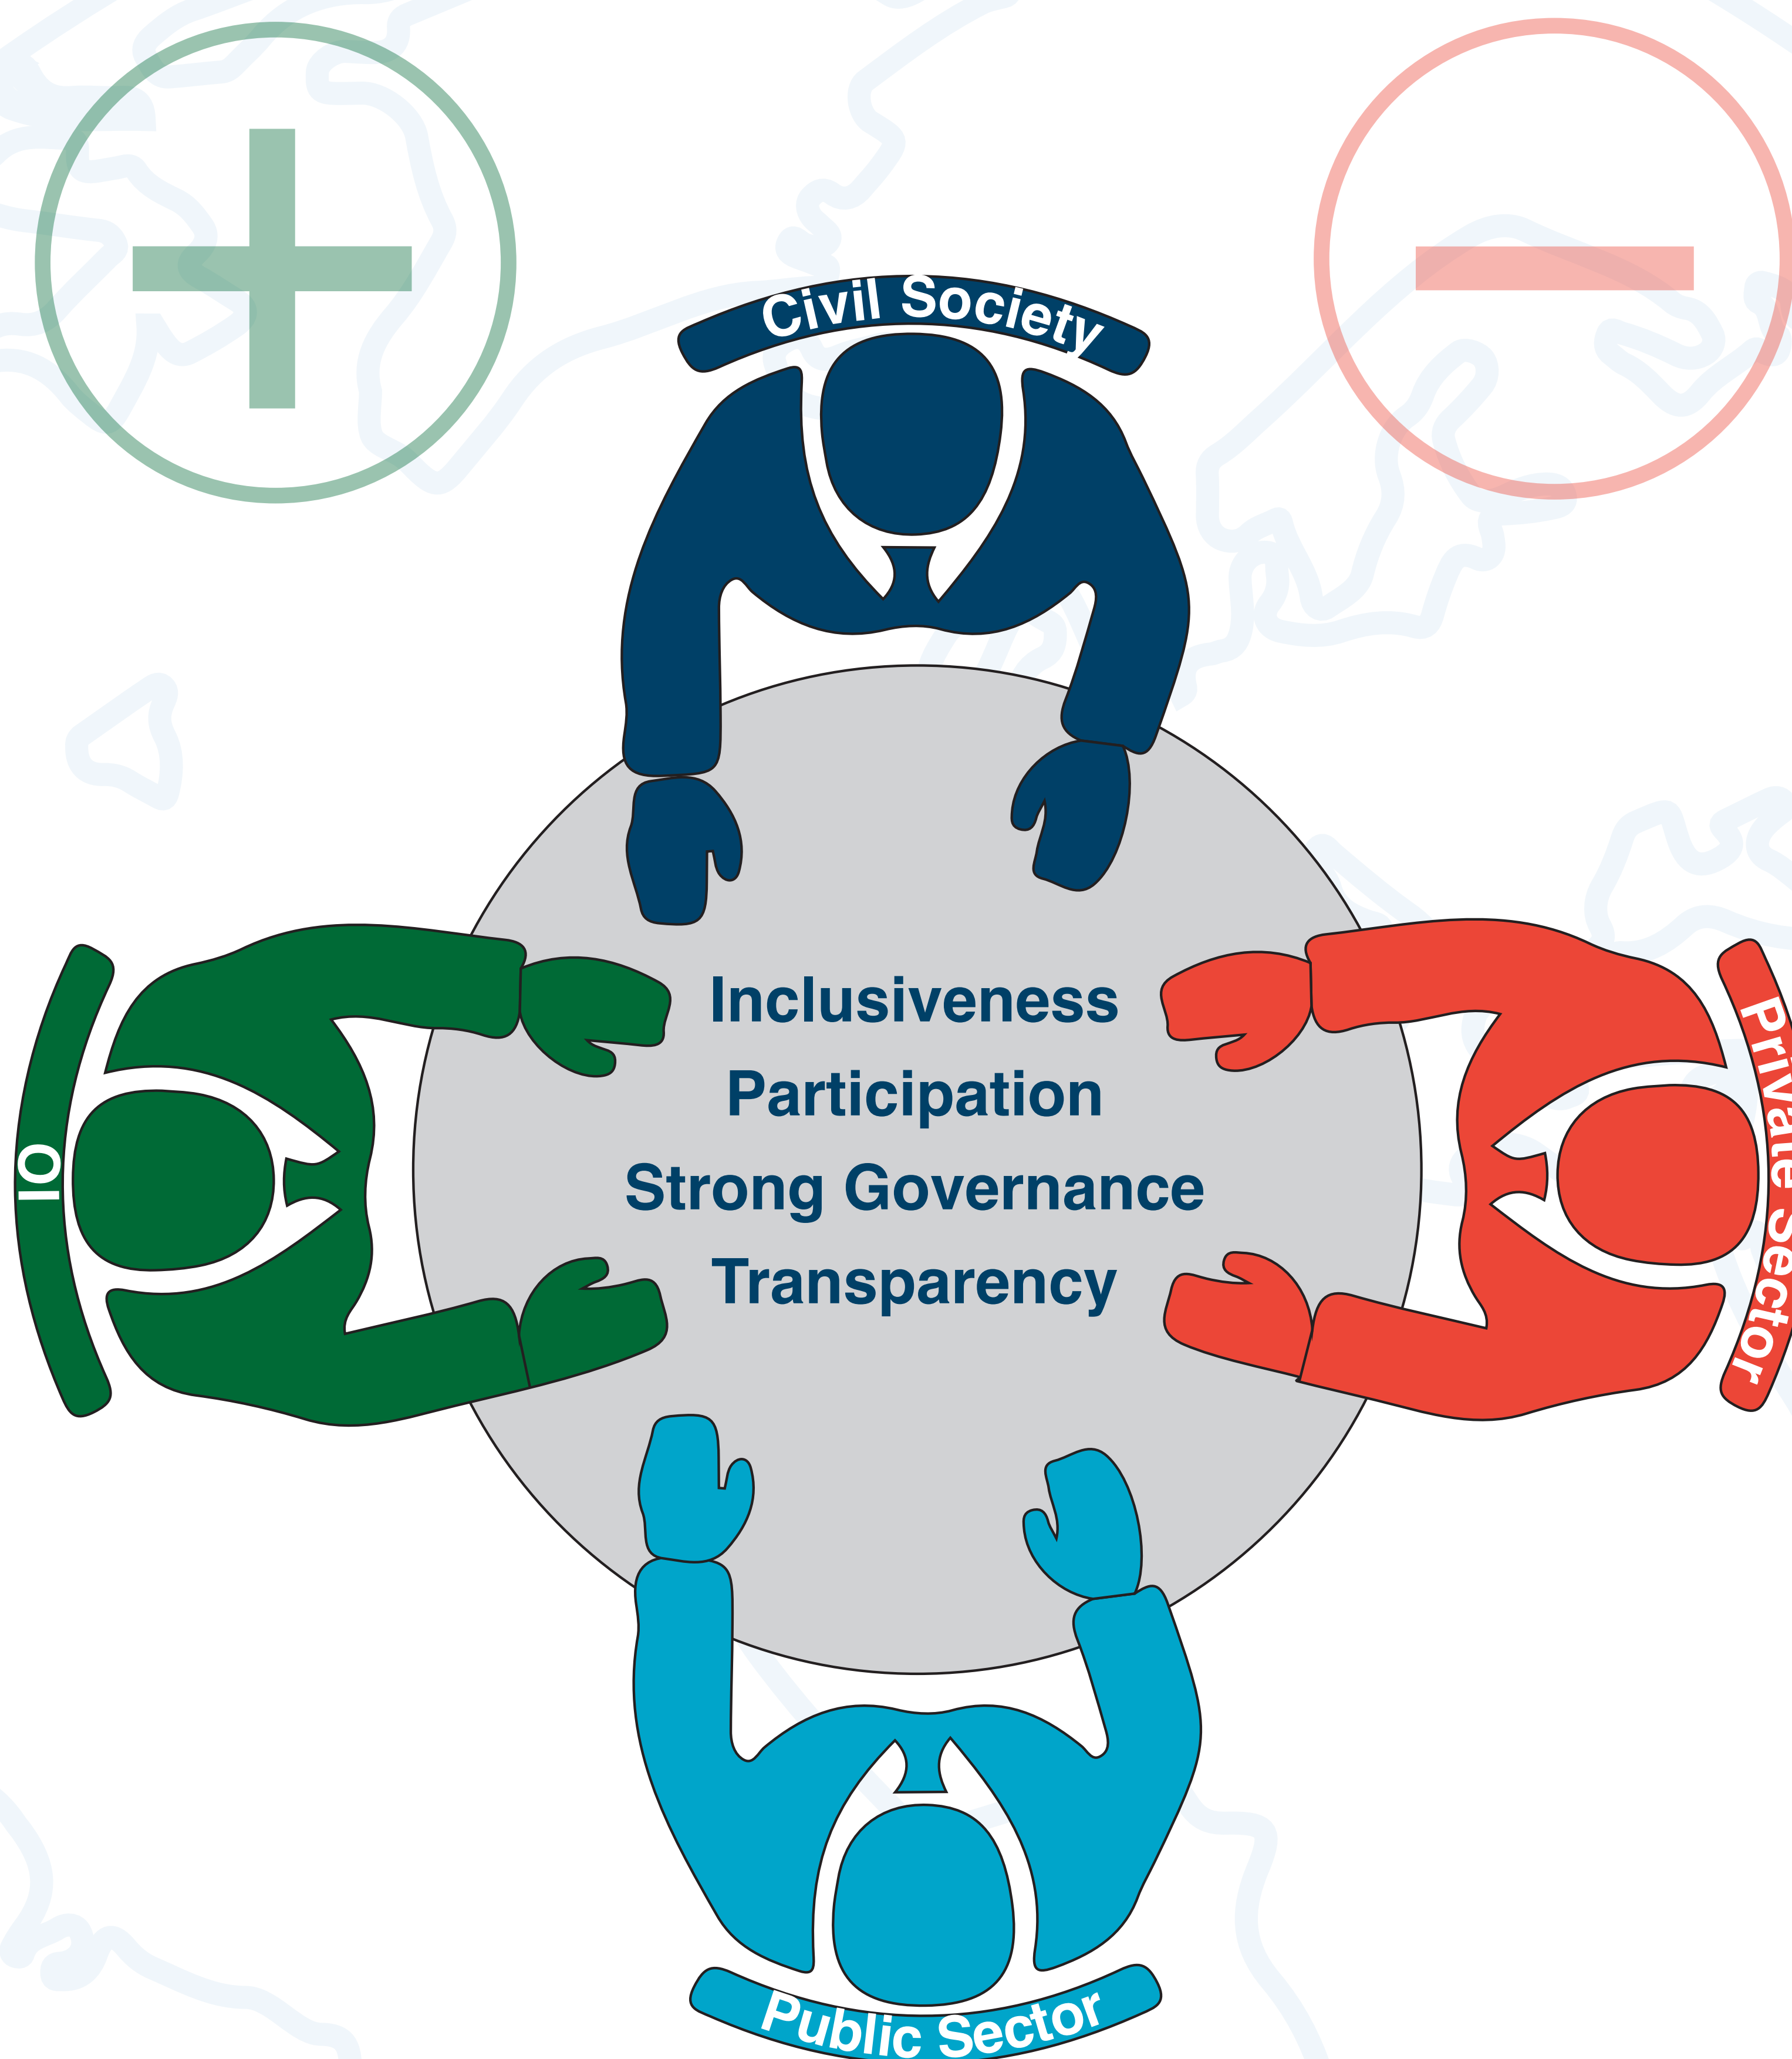 Civil Society
Inclusiveness
Participation
Strong Governance
Transparency
IO
Private Sector
Public Sector